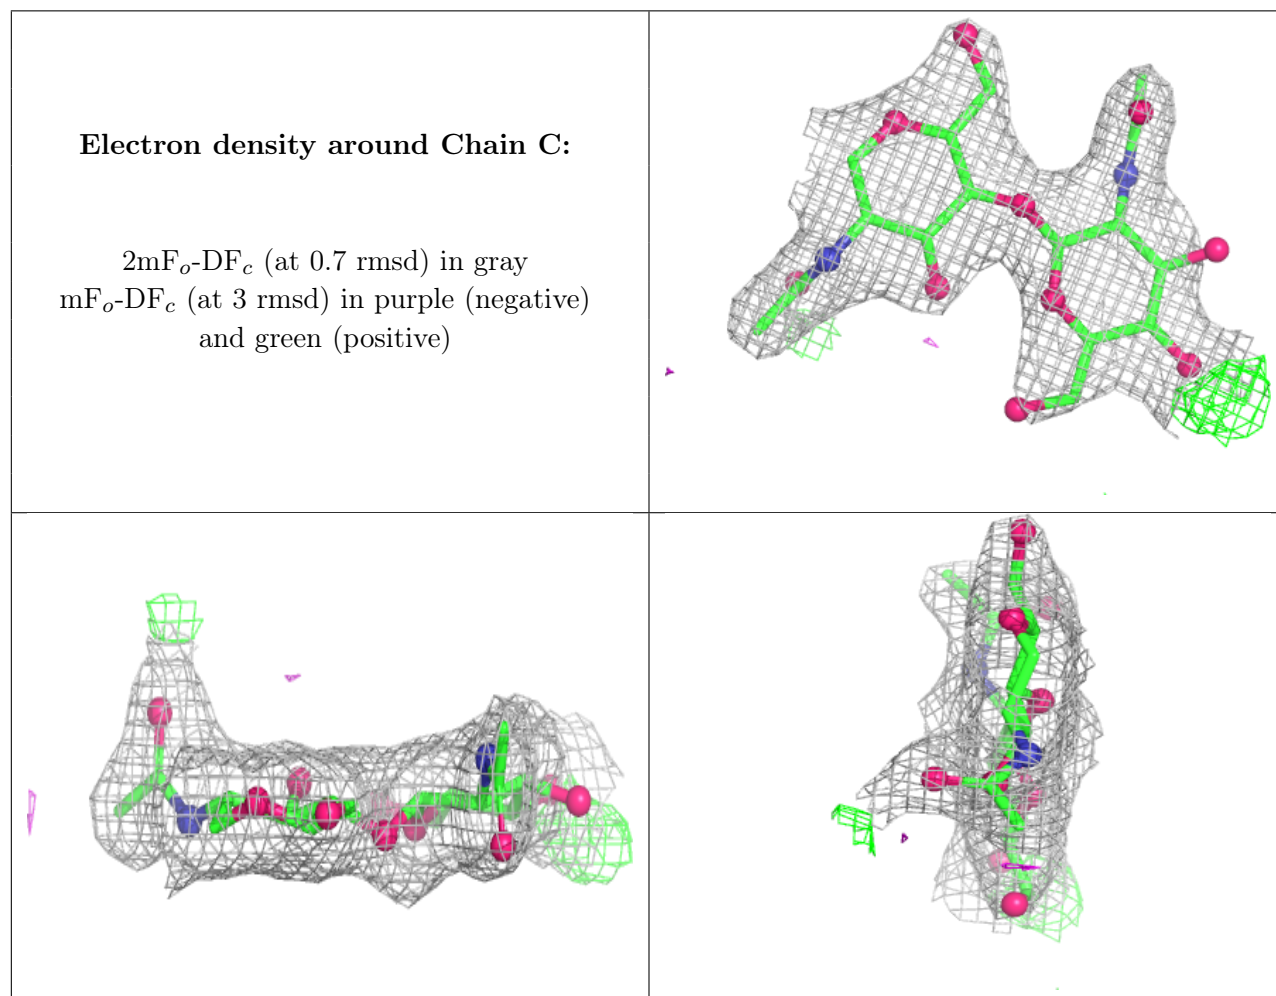 Electron density around Chain C:
2mFo-DFc (at 0.7 rmsd) in gray
mFo-DFc (at 3 rmsd) in purple (negative)
and green (positive)